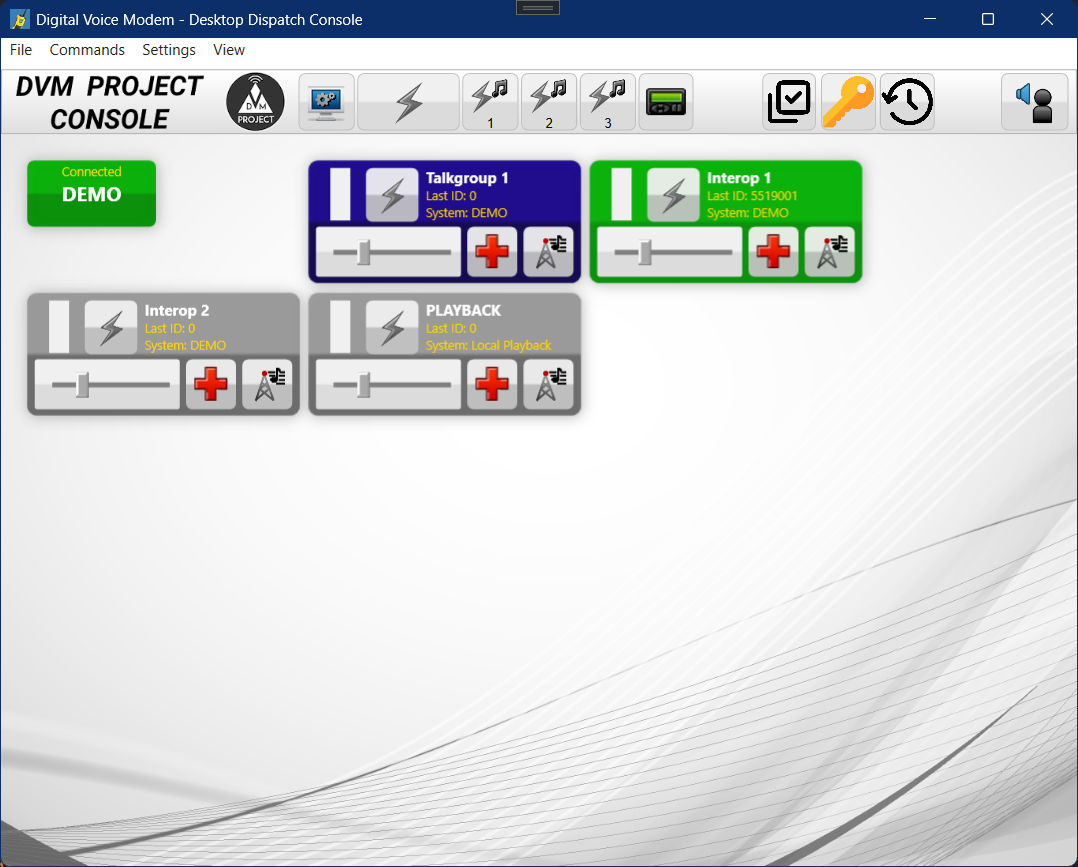 Digital Voice Modem - Desktop Dispatch Console
File Commands Settings View
DVM PROJECT
CONSOLE
DVM
PROJECT
1
2
3
Connected
DEMO
Talkgroup 1
Last ID: 0
System: DEMO
Interop 1
Last ID: 5519001
System: DEMO
Interop 2
Last ID: 0
System: DEMO
PLAYBACK
Last ID: 0
System: Local Playback